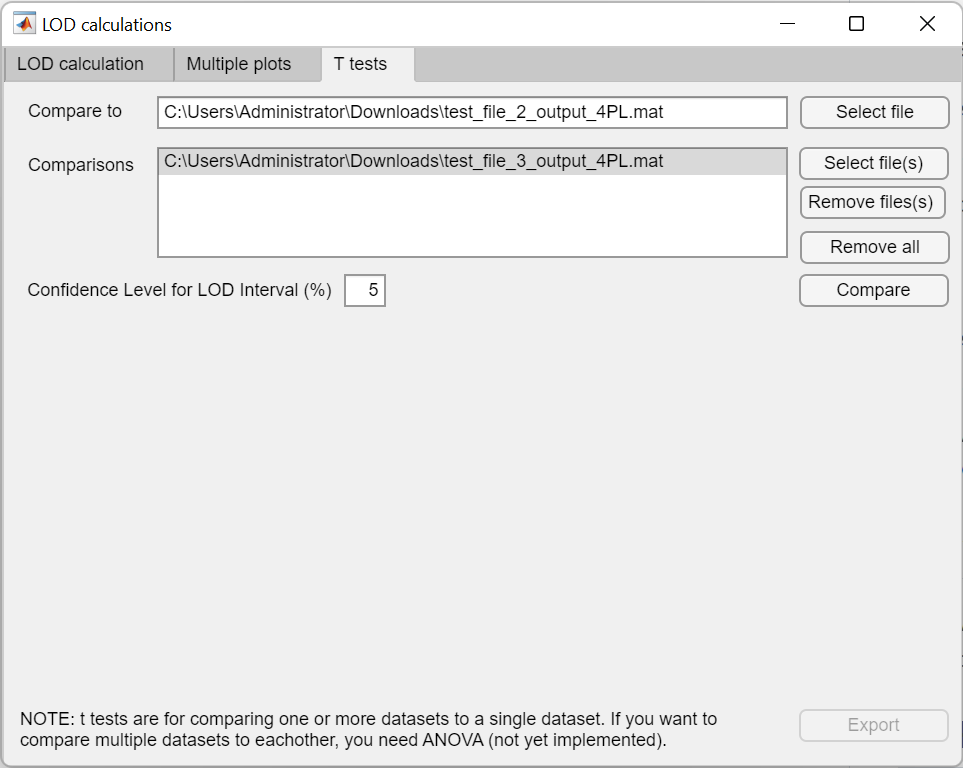 LOD calculations
LOD calculation
Multiple plots
T tests
Compare to
C:\Users\Administrator\Downloads\test_file_2_output_4PL.mat
Select file
Comparisons
C:\Users\Administrator\Downloads\test_file_3_output_4PL.mat
Select file(s)
Remove files(s)
Remove all
Confidence Level for LOD Interval (%)
5
Compare
NOTE: t tests are for comparing one or more datasets to a single dataset. If you want to
compare multiple datasets to eachother, you need ANOVA (not yet implemented).
Export